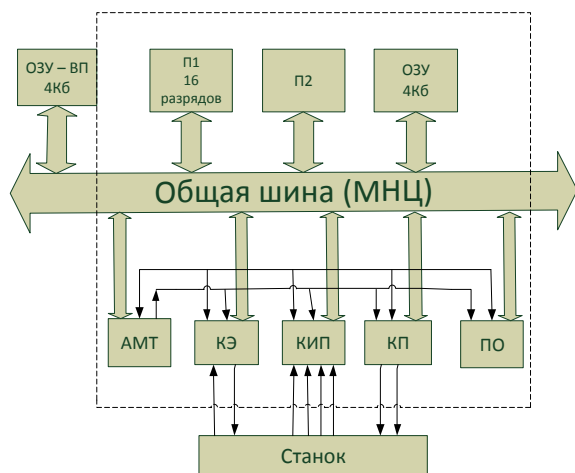 ОЗУ – ВП
4Кб
П1
16
разрядов
П2
ОЗУ
4Кб
Общая шина (МНЦ)
АМТ
КЭ
КИП
КП
ПО
Станок